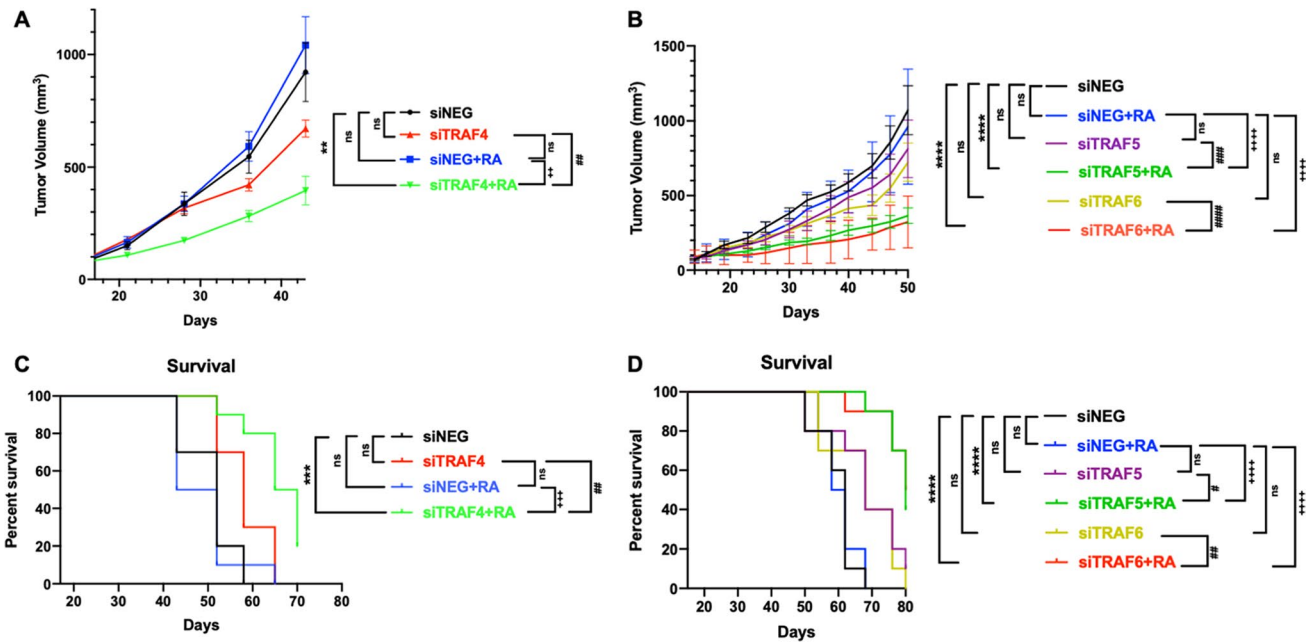 A
Tumor Volume (mm³)
1000
500
0
20
30
40
Days
siNEG
siTRAF4
siNEG+RA
siTRAF4+RA
**
ns
ns
ns
++
##
B
Tumor Volume (mm³)
1500
1000
500
0
20
30
40
50
Days
siNEG
siNEG+RA
siTRAF5
siTRAF5+RA
siTRAF6
siTRAF6+RA
****
ns
****
ns
ns
ns
###
####
++++
ns
++++
C
Survival
Percent survival
100
80
60
40
20
0
20
30
40
50
60
70
80
Days
siNEG
siTRAF4
siNEG+RA
siTRAF4+RA
***
ns
ns
ns
+++
##
D
Survival
Percent survival
100
80
60
40
20
0
20
30
40
50
60
70
80
Days
siNEG
siNEG+RA
siTRAF5
siTRAF5+RA
siTRAF6
siTRAF6+RA
****
ns
****
ns
ns
ns
#
##
++++
ns
++++